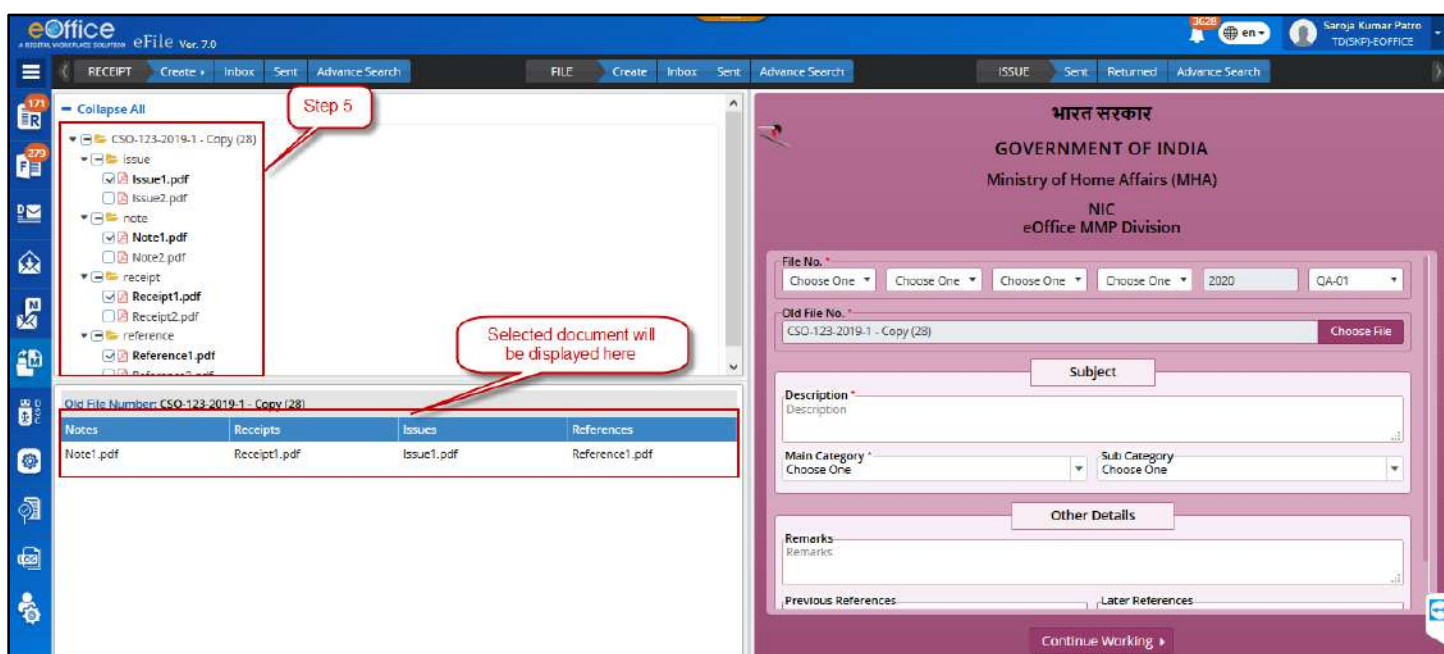 eOffice
A DIGITAL WORKPLACE SOLUTION
eFile Ver. 7.0
3628
en
Saroja Kumar Patro
TD(SKP)-EOFFICE
RECEIPT Create Inbox Sent Advance Search
FILE Create Inbox Sent Advance Search
ISSUE Sent Returned Advance Search
171
R
279
F
D
N
DSC
LOG
Collapse All
Step 5
CSO-123-2019-1 - Copy (28)
issue
Issue1.pdf
Issue2.pdf
note
Note1.pdf
Note2.pdf
receipt
Receipt1.pdf
Receipt2.pdf
reference
Reference1.pdf
Reference2.pdf
Selected document will
be displayed here
Old File Number: CSO-123-2019-1 - Copy (28)
Notes Receipts Issues References
Note1.pdf Receipt1.pdf Issue1.pdf Reference1.pdf
भारत सरकार
GOVERNMENT OF INDIA
Ministry of Home Affairs (MHA)
NIC
eOffice MMP Division
File No. *
Choose One Choose One Choose One Choose One 2020 QA-01
Old File No. *
CSO-123-2019-1 - Copy (28) Choose File
Subject
Description *
Description
Main Category * Sub Category
Choose One Choose One
Other Details
Remarks
Remarks
Previous References Later References
Continue Working